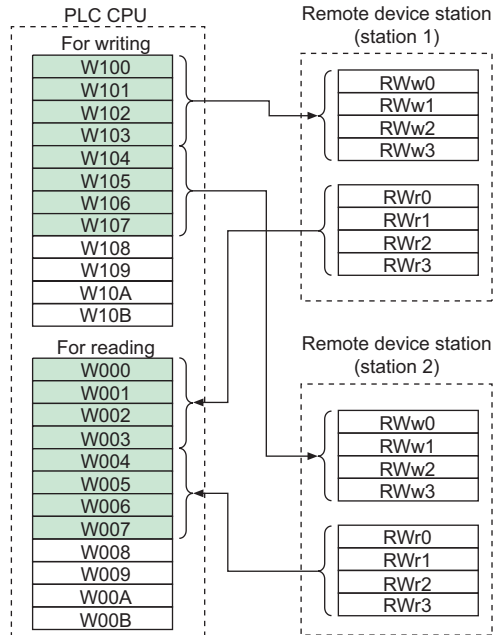 PLC CPU
For writing
W100
W101
W102
W103
W104
W105
W106
W107
W108
W109
W10A
W10B
For reading
W000
W001
W002
W003
W004
W005
W006
W007
W008
W009
W00A
W00B
Remote device station
(station 1)
RWw0
RWw1
RWw2
RWw3
RWr0
RWr1
RWr2
RWr3
Remote device station
(station 2)
RWw0
RWw1
RWw2
RWw3
RWr0
RWr1
RWr2
RWr3